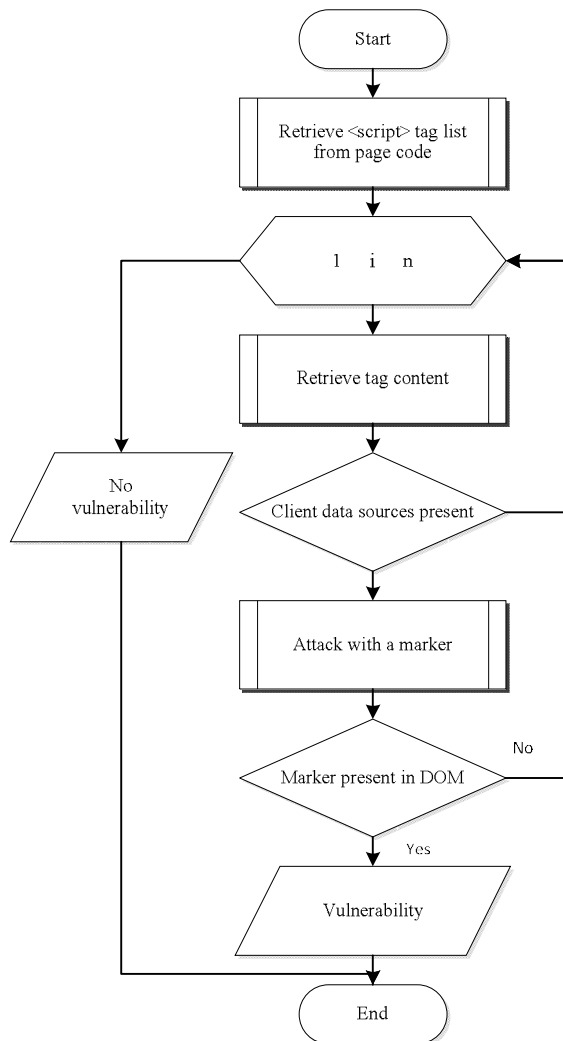 Start
Retrieve <script> tag list
from page code
1 i n
Retrieve tag content
No
vulnerability
Client data sources present
Attack with a marker
No
Marker present in DOM
Yes
Vulnerability
End